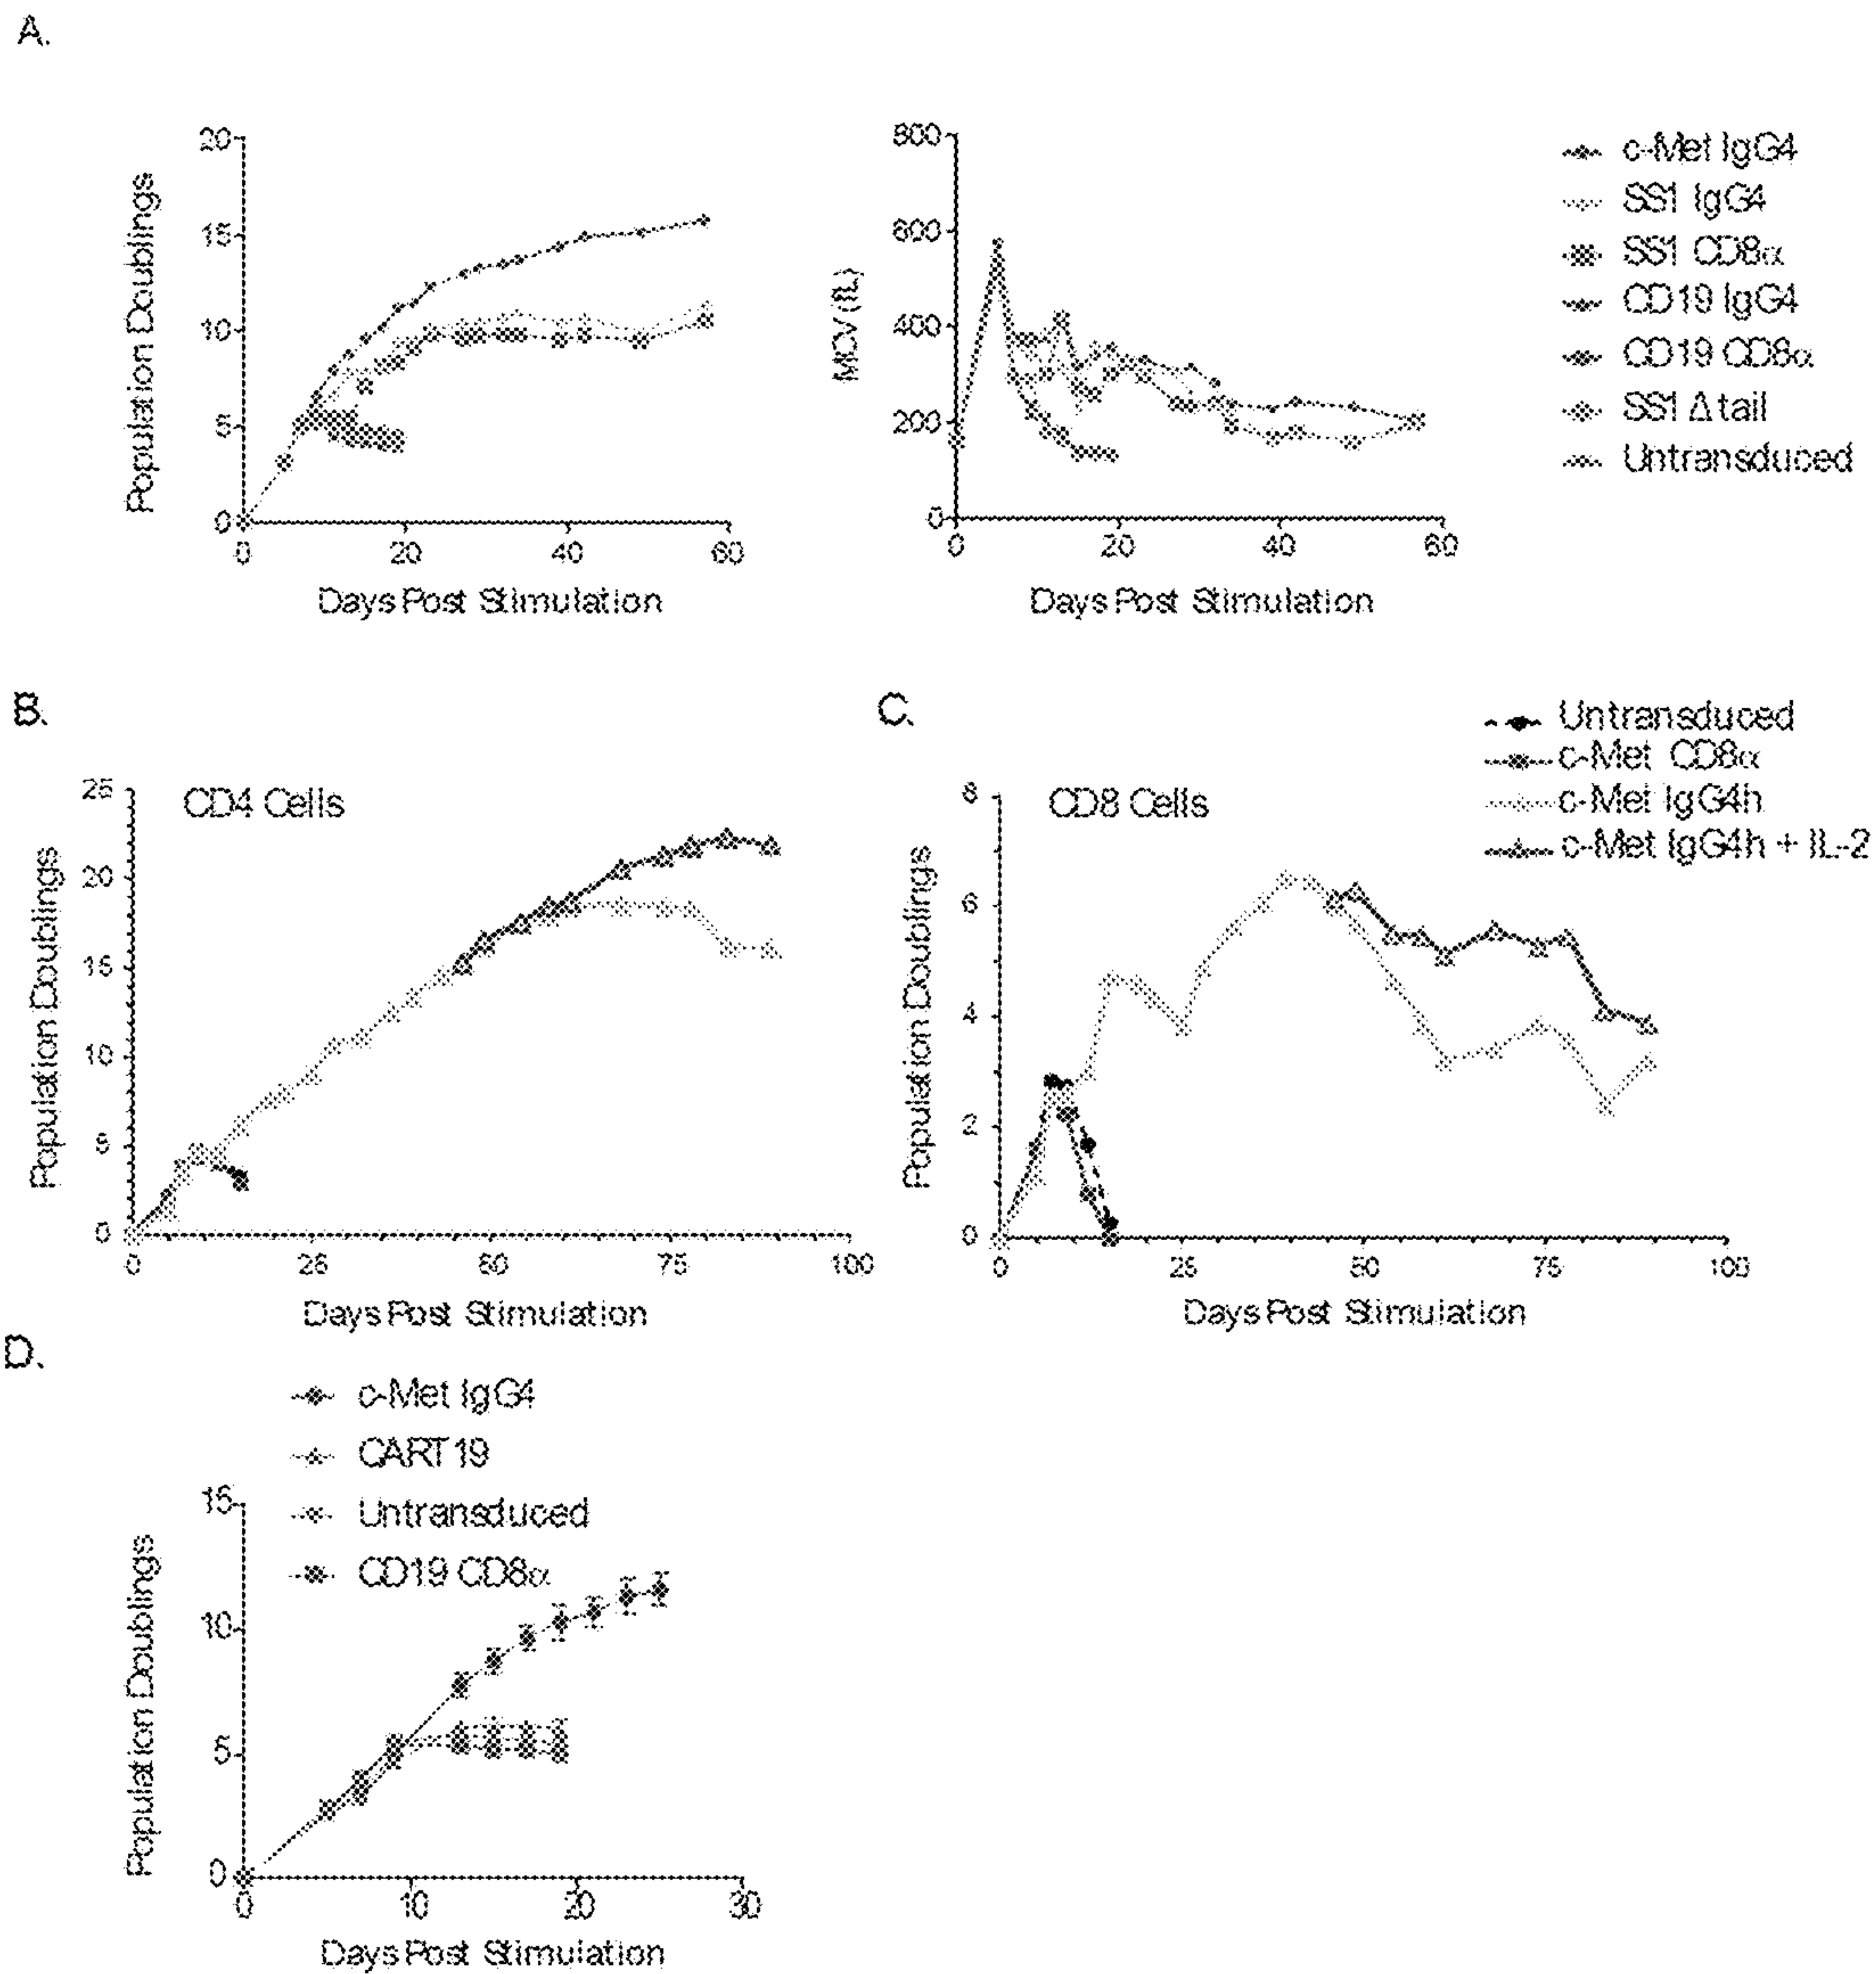 A.
20
15
10
5
0
0 20 40 60
Population Doublings
Days Post Stimulation
800
600
400
200
0
0 20 40 60
MCV (fL)
Days Post Stimulation
c-Met IgG4
SS1 IgG4
SS1 CD8α
CD19 IgG4
CD19 CD8α
SS1 Δ tail
Untransduced
B.
CD4 Cells
25
20
15
10
5
0
0 25 50 75 100
Population Doublings
Days Post Stimulation
C.
CD8 Cells
8
6
4
2
0
0 25 50 75 100
Population Doublings
Days Post Stimulation
Untransduced
c-Met CD8α
c-Met IgG4h
c-Met IgG4h + IL-2
D.
c-Met IgG4
CART19
Untransduced
CD19 CD8α
15
10
5
0
0 10 20 30
Population Doublings
Days Post Stimulation